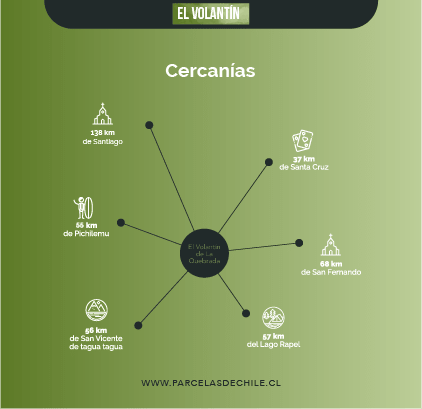 EL VOLANTÍN
Cercanías
138 km
de Santiago
37 km
de Santa Cruz
55 km
de Pichilemu
El Volantín
de La
Quebrada
68 km
de San Fernando
56 km
de San Vicente
de tagua tagua
57 km
del Lago Rapel
WWW.PARCELASDECHILE.CL